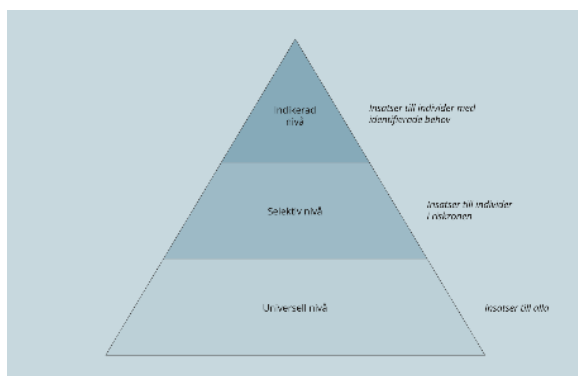 Indikerad
nivå
Insatser till individer med
identifierade behov
Selektiv nivå
Insatser till individer
i riskzonen
Universell nivå
Insatser till alla